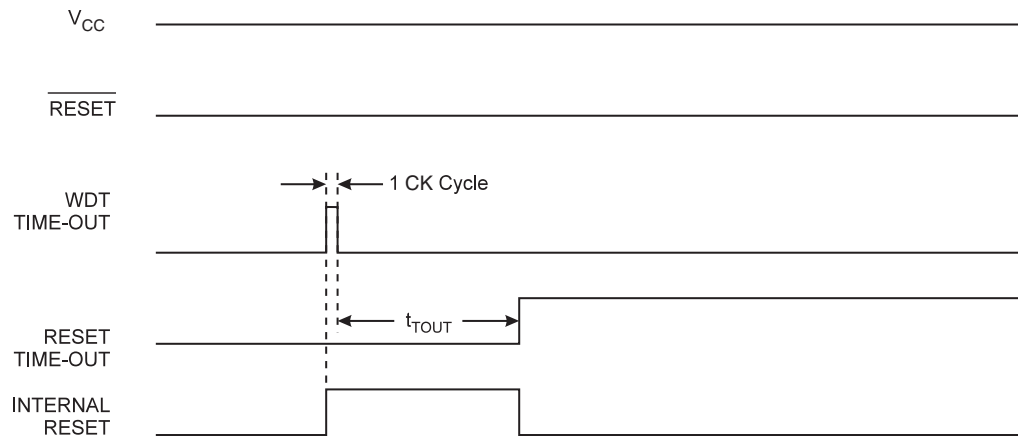 VCC
RESET
1 CK Cycle
WDT
TIME-OUT
tTOUT
RESET
TIME-OUT
INTERNAL
RESET